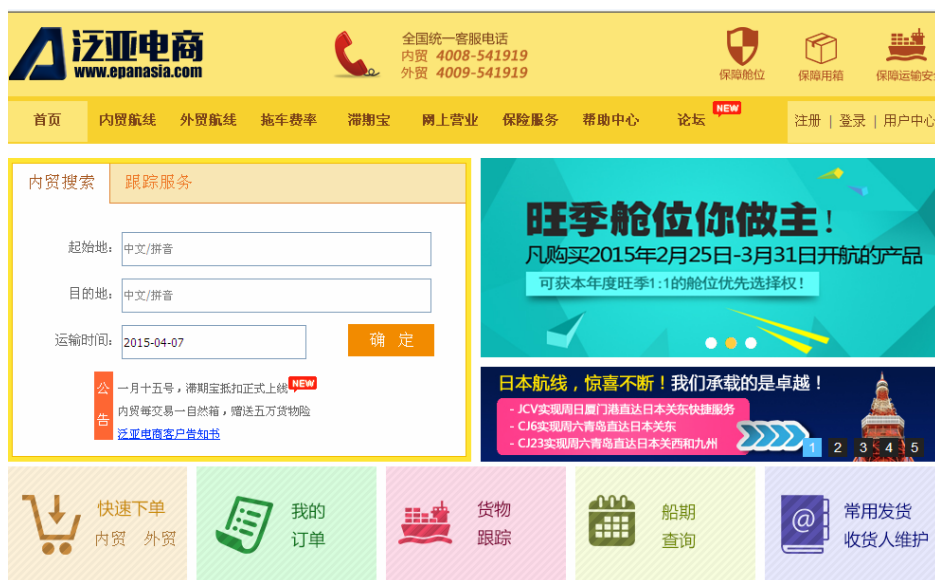 泛亚电商
www.epanasia.com
全国统一客服电话
内贸 4008-541919
外贸 4009-541919
保障舱位
保障用箱
保障运输安
首页
内贸航线
外贸航线
拖车费率
滞期宝
网上营业
保险服务
帮助中心
论坛
NEW
注册 | 登录 | 用户中心
内贸搜索
跟踪服务
起始地：
中文/拼音
目的地：
中文/拼音
运输时间：
2015-04-07
确 定
公告
一月十五号，滞期宝抵扣正式上线 NEW
内贸每交易一自然箱，赠送五万货物险
泛亚电商客户告知书
旺季舱位你做主！
凡购买2015年2月25日-3月31日开航的产品
可获本年度旺季1:1的舱位优先选择权！
日本航线，惊喜不断！我们承载的是卓越！
- JCV实现周日厦门港直达日本关东快捷服务
- CJ6实现周六青岛直达日本关东
- CJ23实现周六青岛直达日本关西和九州
1 2 3 4 5
快速下单
内贸 外贸
我的
订单
货物
跟踪
船期
查询
@
常用发货
收货人维护